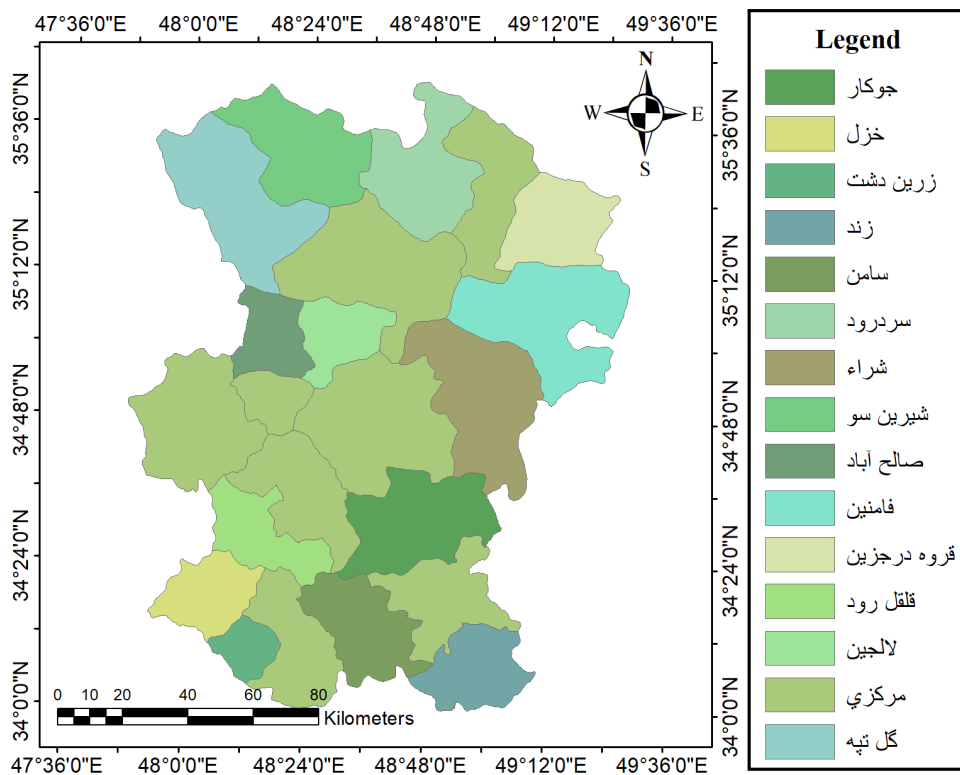 47°36'0"E 48°0'0"E 48°24'0"E 48°48'0"E 49°12'0"E 49°36'0"E
35°36'0"N
35°12'0"N
34°48'0"N
34°24'0"N
34°0'0"N
N
W E
S
35°36'0"N
35°12'0"N
34°48'0"N
34°24'0"N
34°0'0"N
0 10 20 40 60 80
Kilometers
47°36'0"E 48°0'0"E 48°24'0"E 48°48'0"E 49°12'0"E 49°36'0"E
Legend
جوکار
خزل
زرین دشت
زند
سامن
سردرود
شراء
شیرین سو
صالح آباد
فامنین
قروه درجزین
قلقل رود
لالجین
مرکزي
گل تپه